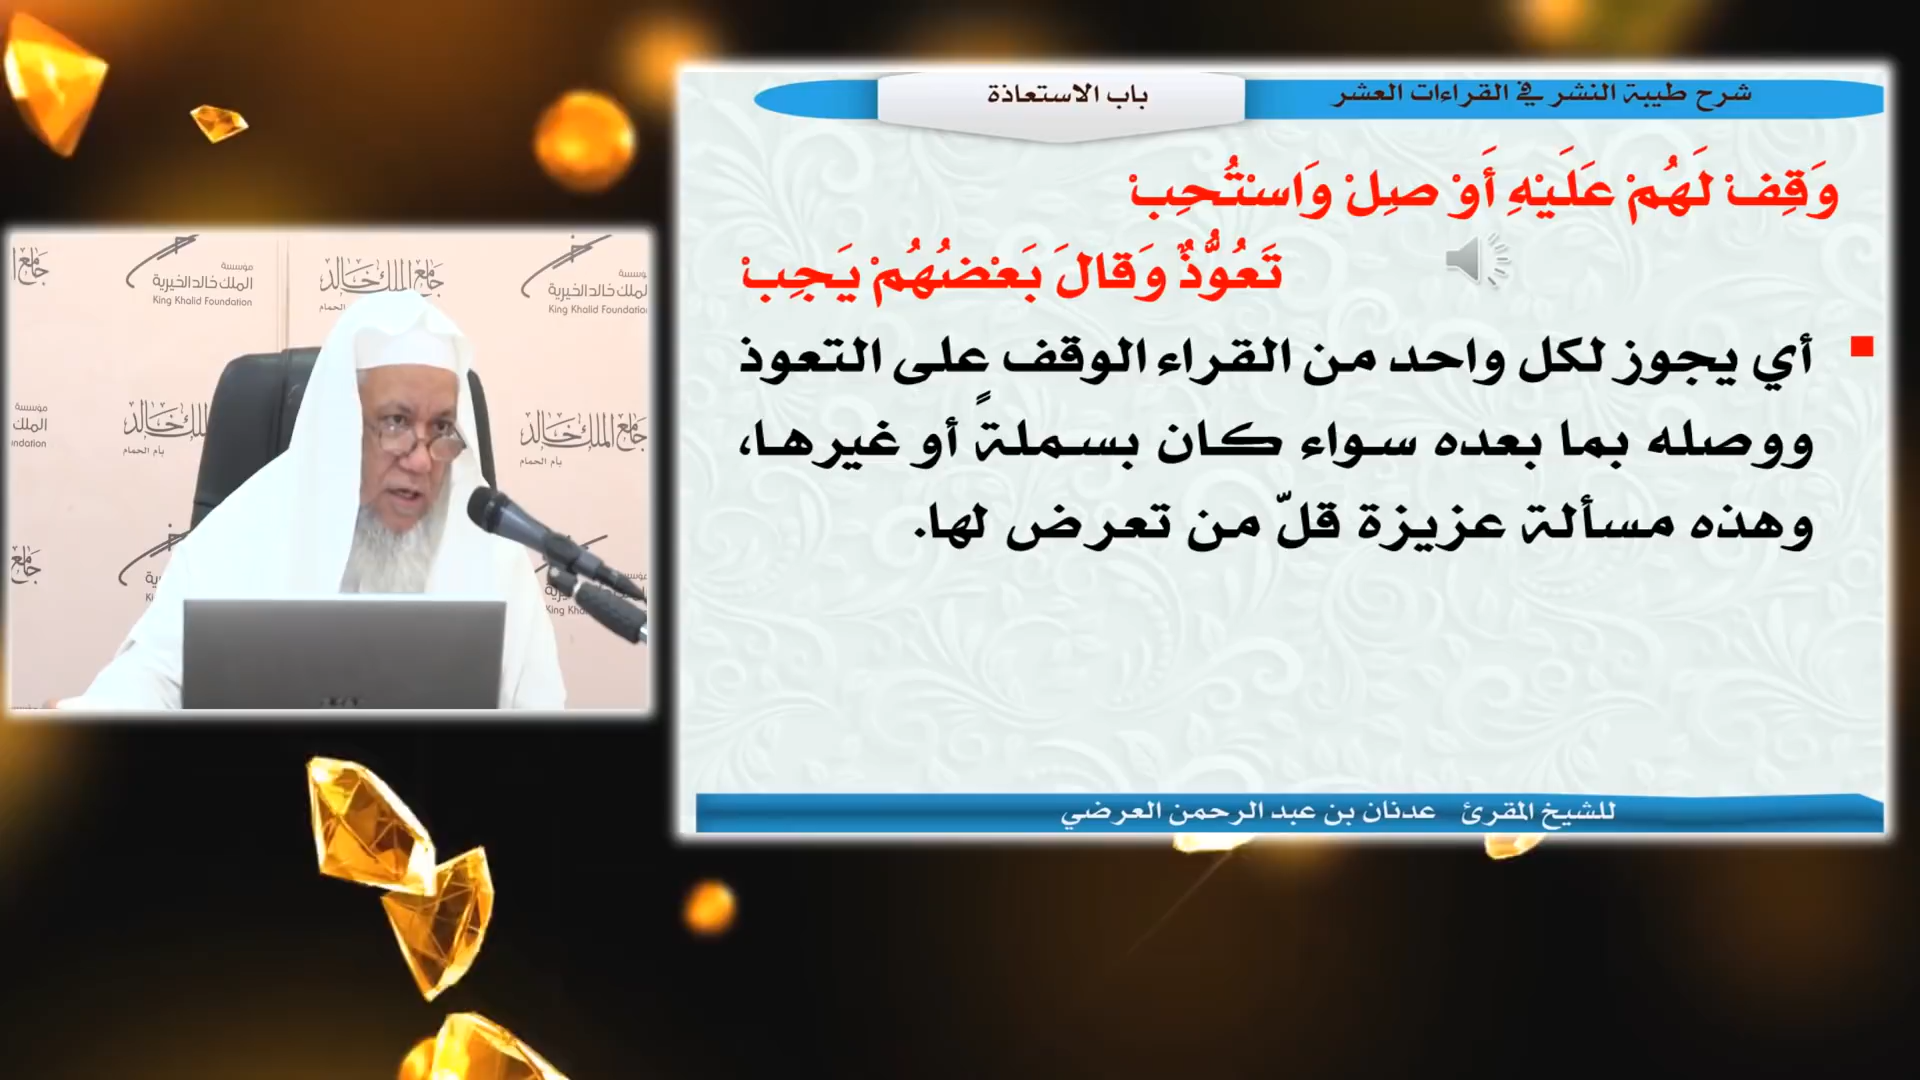 شرح طيبة النشر في القراءات العشر
باب الاستعاذة
وَقِفْ لَهُمْ عَلَيْهِ أَوْ صِلْ وَاسْتُحِبْ
تَعُوُّذٌ وَقَالَ بَعْضُهُمْ يَجِبْ
أي يجوز لكل واحد من القراء الوقف على التعوذ
ووصله بما بعده سواء كان بسملةً أو غيرها،
وهذه مسألة عزيزة قلّ من تعرض لها.
للشيخ المقرئ عدنان بن عبد الرحمن العرضي
مؤسسة
الملك خالد الخيرية
King Khalid Foundation
جامع الملك خالد
بأم الحمام